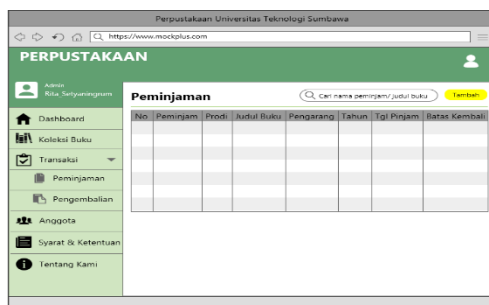 Perpustakaan Universitas Teknologi Sumbawa
https://www.mockplus.com
PERPUSTAKAAN
Admin
Rita_Setyaningrum
Peminjaman
Cari nama peminjam/ judul buku
Tambah
No Peminjam Prodi Judul Buku Pengarang Tahun Tgl Pinjam Batas Kembali
Dashboard
Koleksi Buku
Transaksi
Peminjaman
Pengembalian
Anggota
Syarat & Ketentuan
Tentang Kami